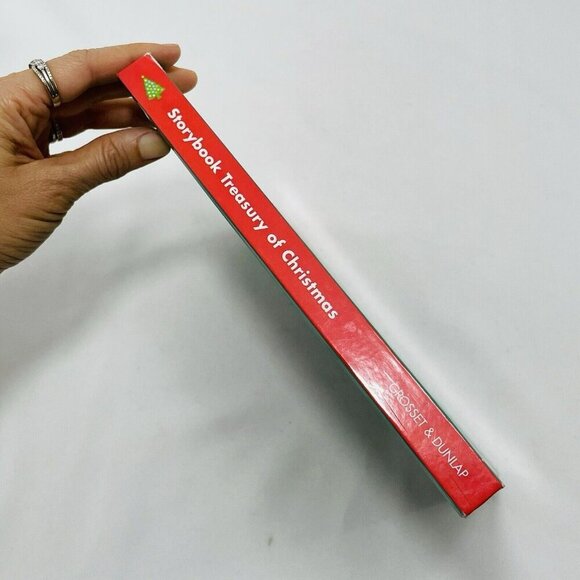 Storybook Treasury of Christmas
GROSSET & DUNLAP